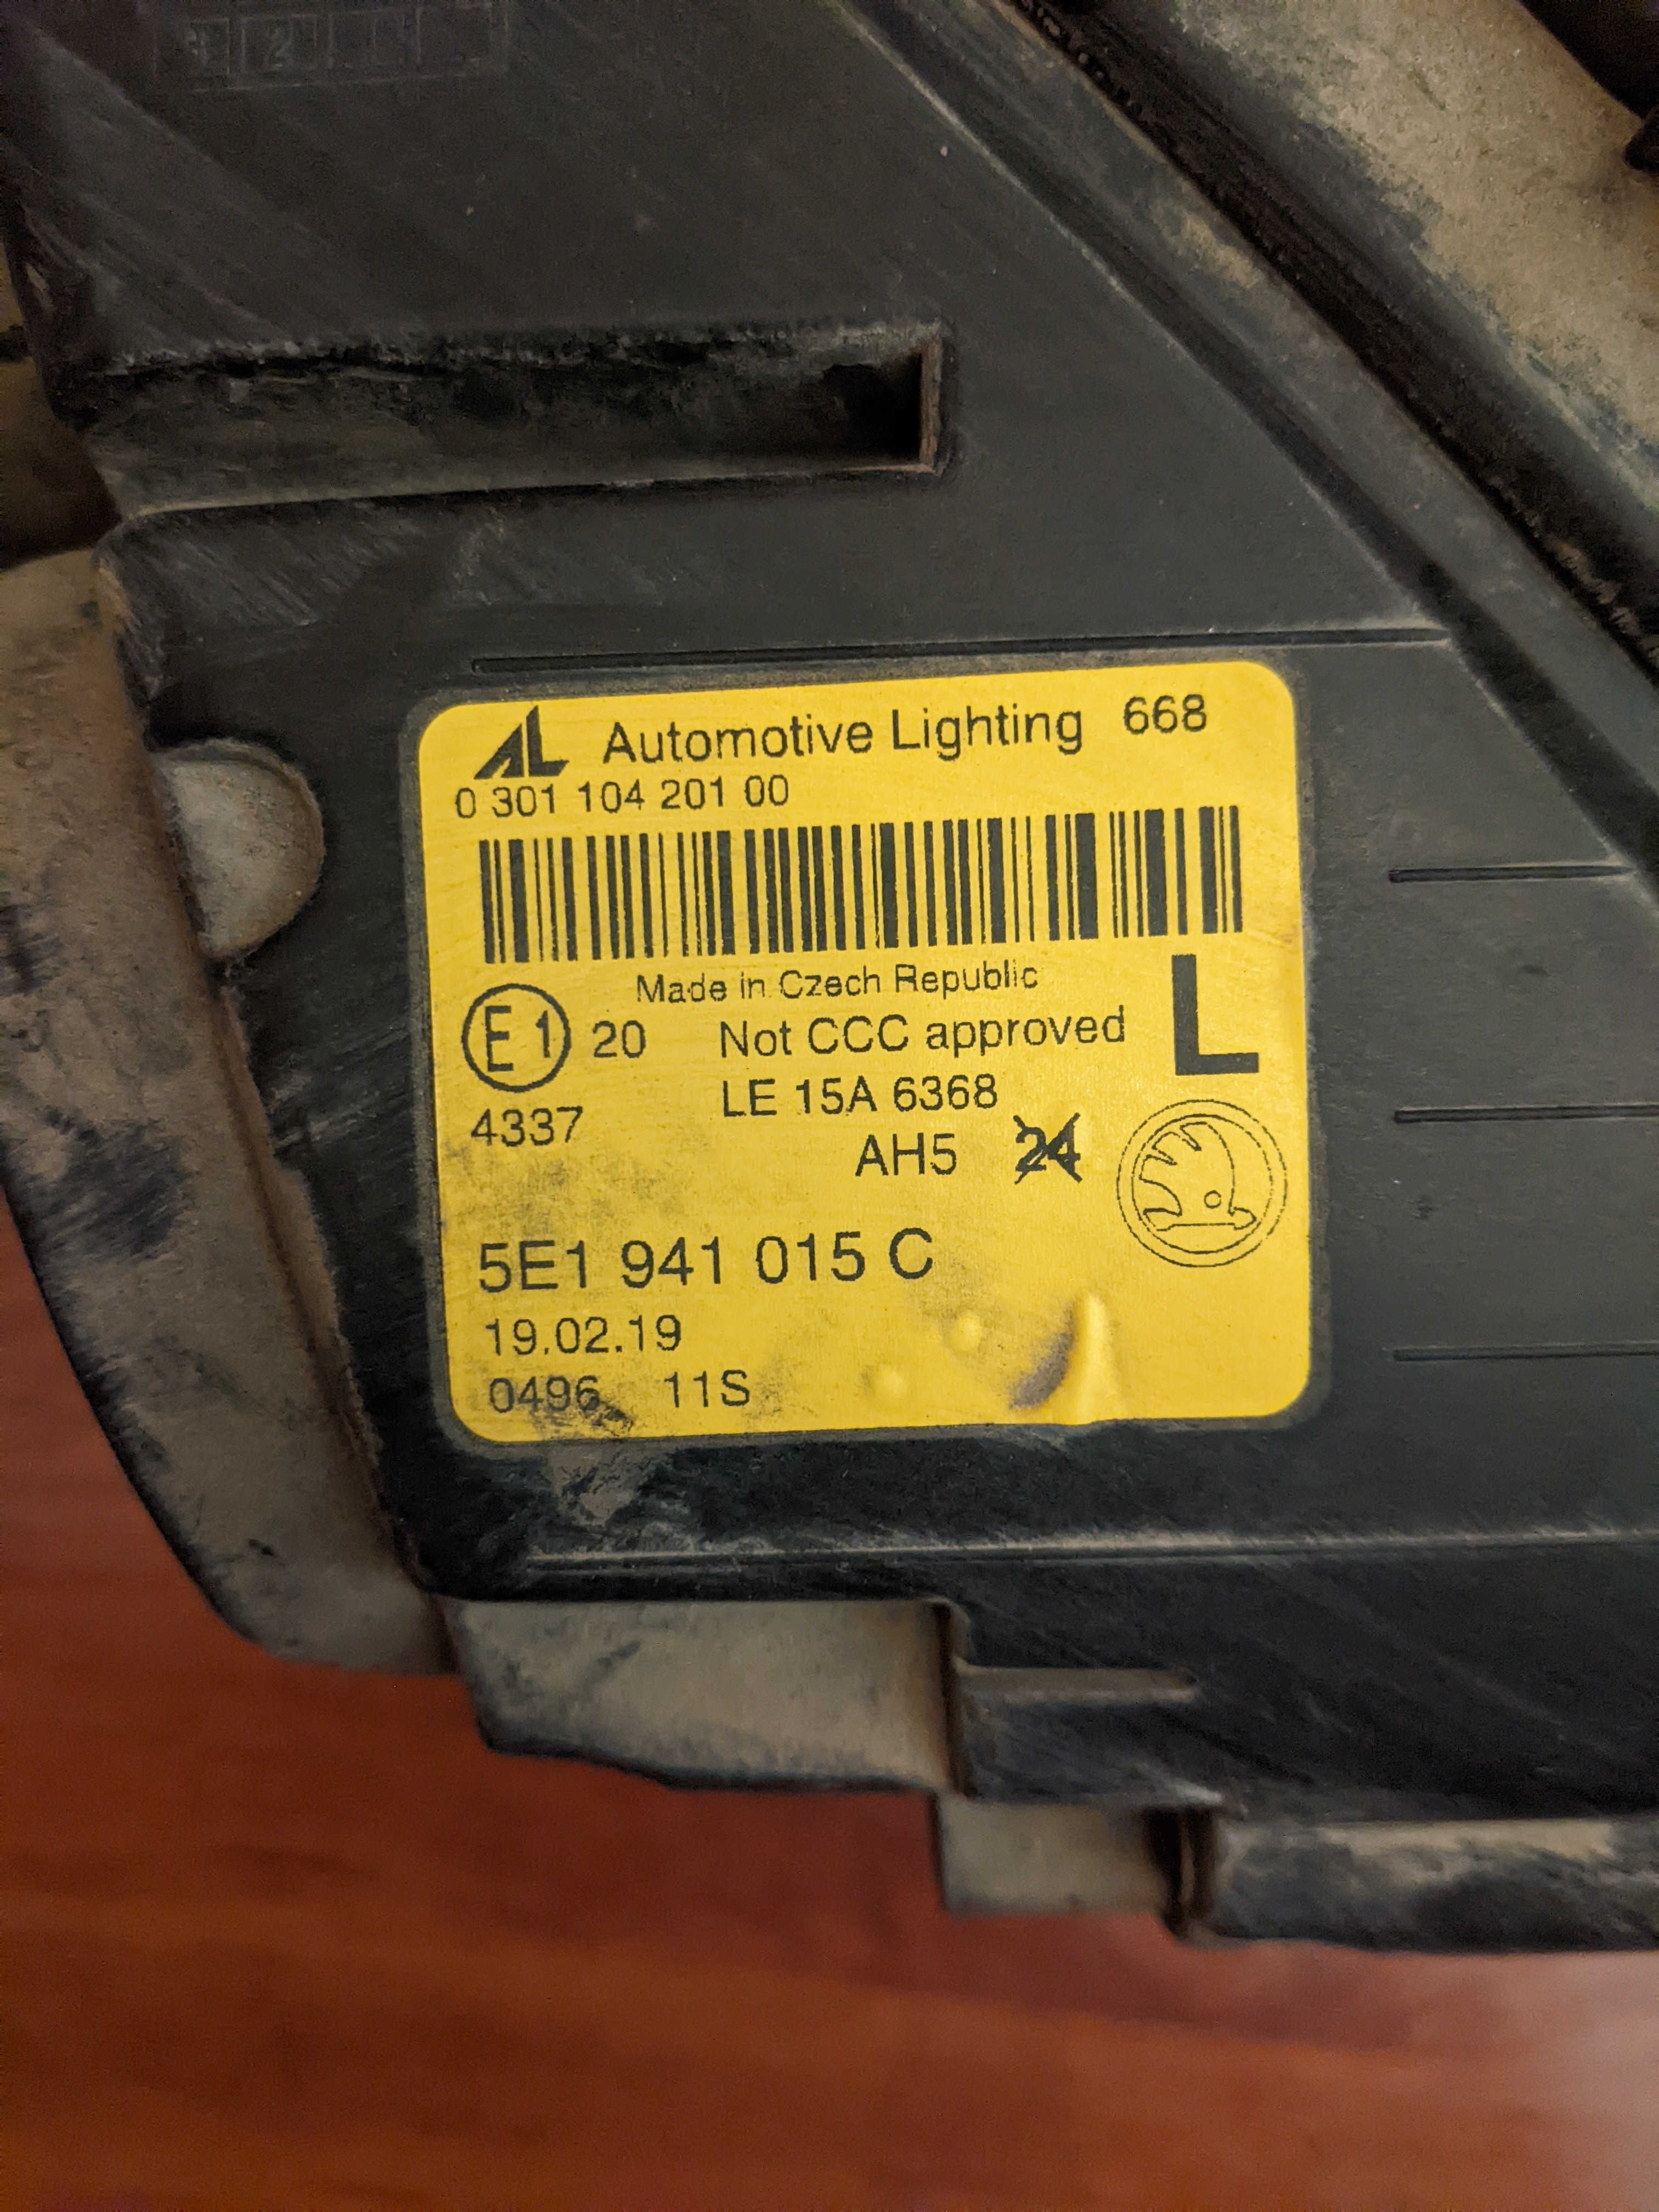 AL Automotive Lighting 668
0 301 104 201 00
Made in Czech Republic
L
E1 20 Not CCC approved
LE 15A 6368
4337
AH5 24
5E1 941 015 C
19.02.19
0496 11S